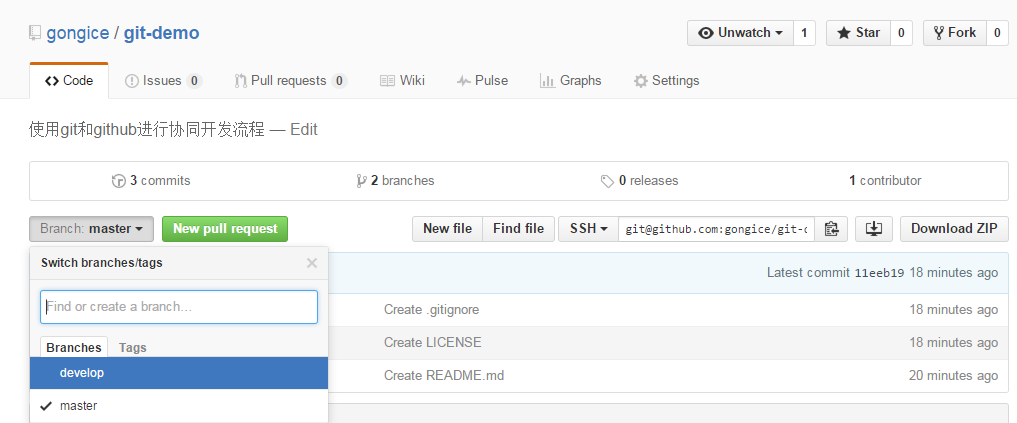 gongice / git-demo
Unwatch 1 Star 0 Fork 0
Code Issues 0 Pull requests 0 Wiki Pulse Graphs Settings
使用git和github进行协同开发流程 — Edit
3 commits 2 branches 0 releases 1 contributor
Branch: master New pull request New file Find file SSH git@github.com:gongice/git- Download ZIP
Switch branches/tags
Latest commit 11eeb19 18 minutes ago
Find or create a branch...
Create .gitignore 18 minutes ago
Create LICENSE 18 minutes ago
Branches Tags
develop
Create README.md 20 minutes ago
master